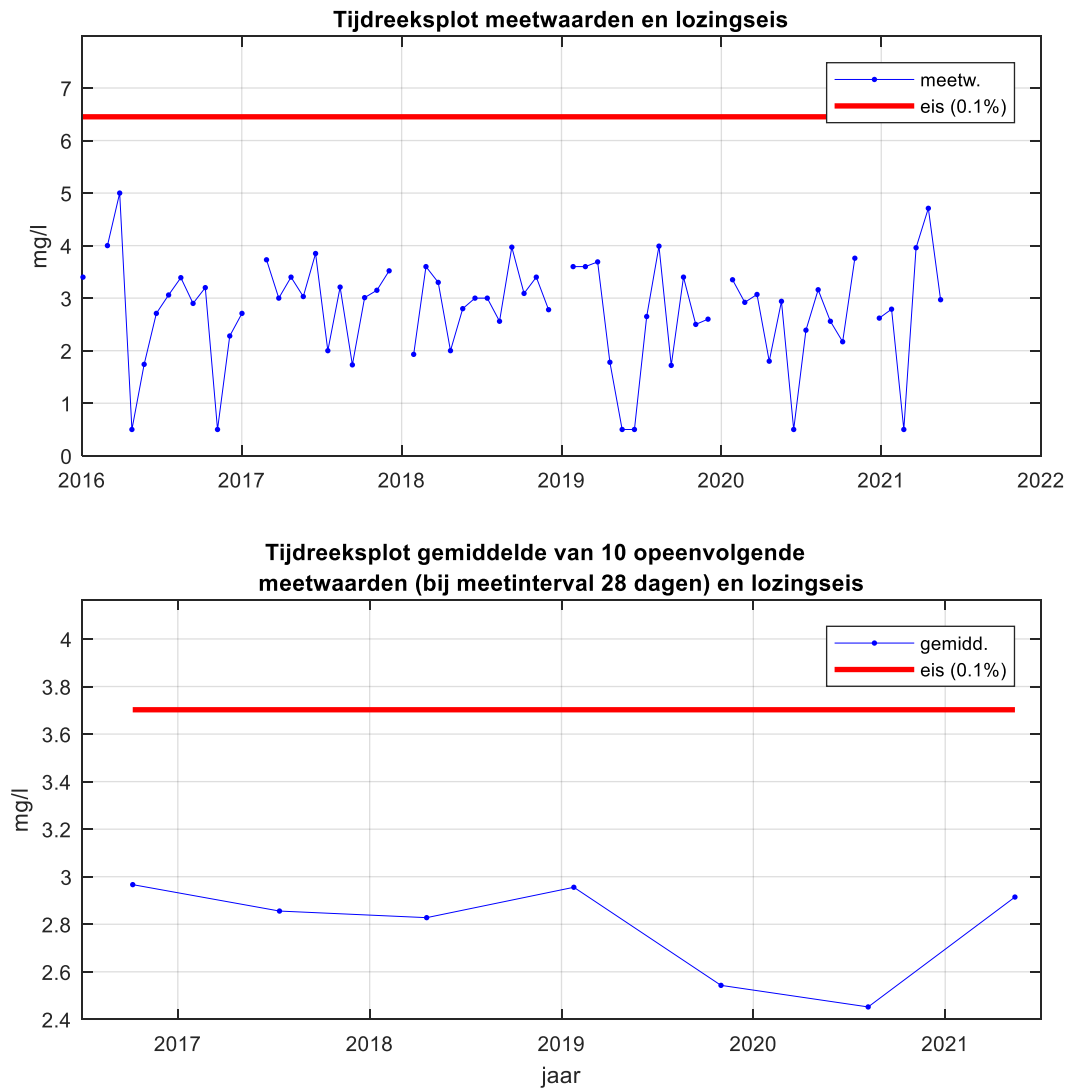 Tijdreeksplot meetwaarden en lozingseis
meetw.
eis (0.1%)
7
6
5
4
3
2
1
0
mg/l
2016 2017 2018 2019 2020 2021 2022
Tijdreeksplot gemiddelde van 10 opeenvolgende
meetwaarden (bij meetinterval 28 dagen) en lozingseis
gemidd.
eis (0.1%)
4
3.8
3.6
3.4
3.2
3
2.8
2.6
2.4
mg/l
2017 2018 2019 2020 2021
jaar